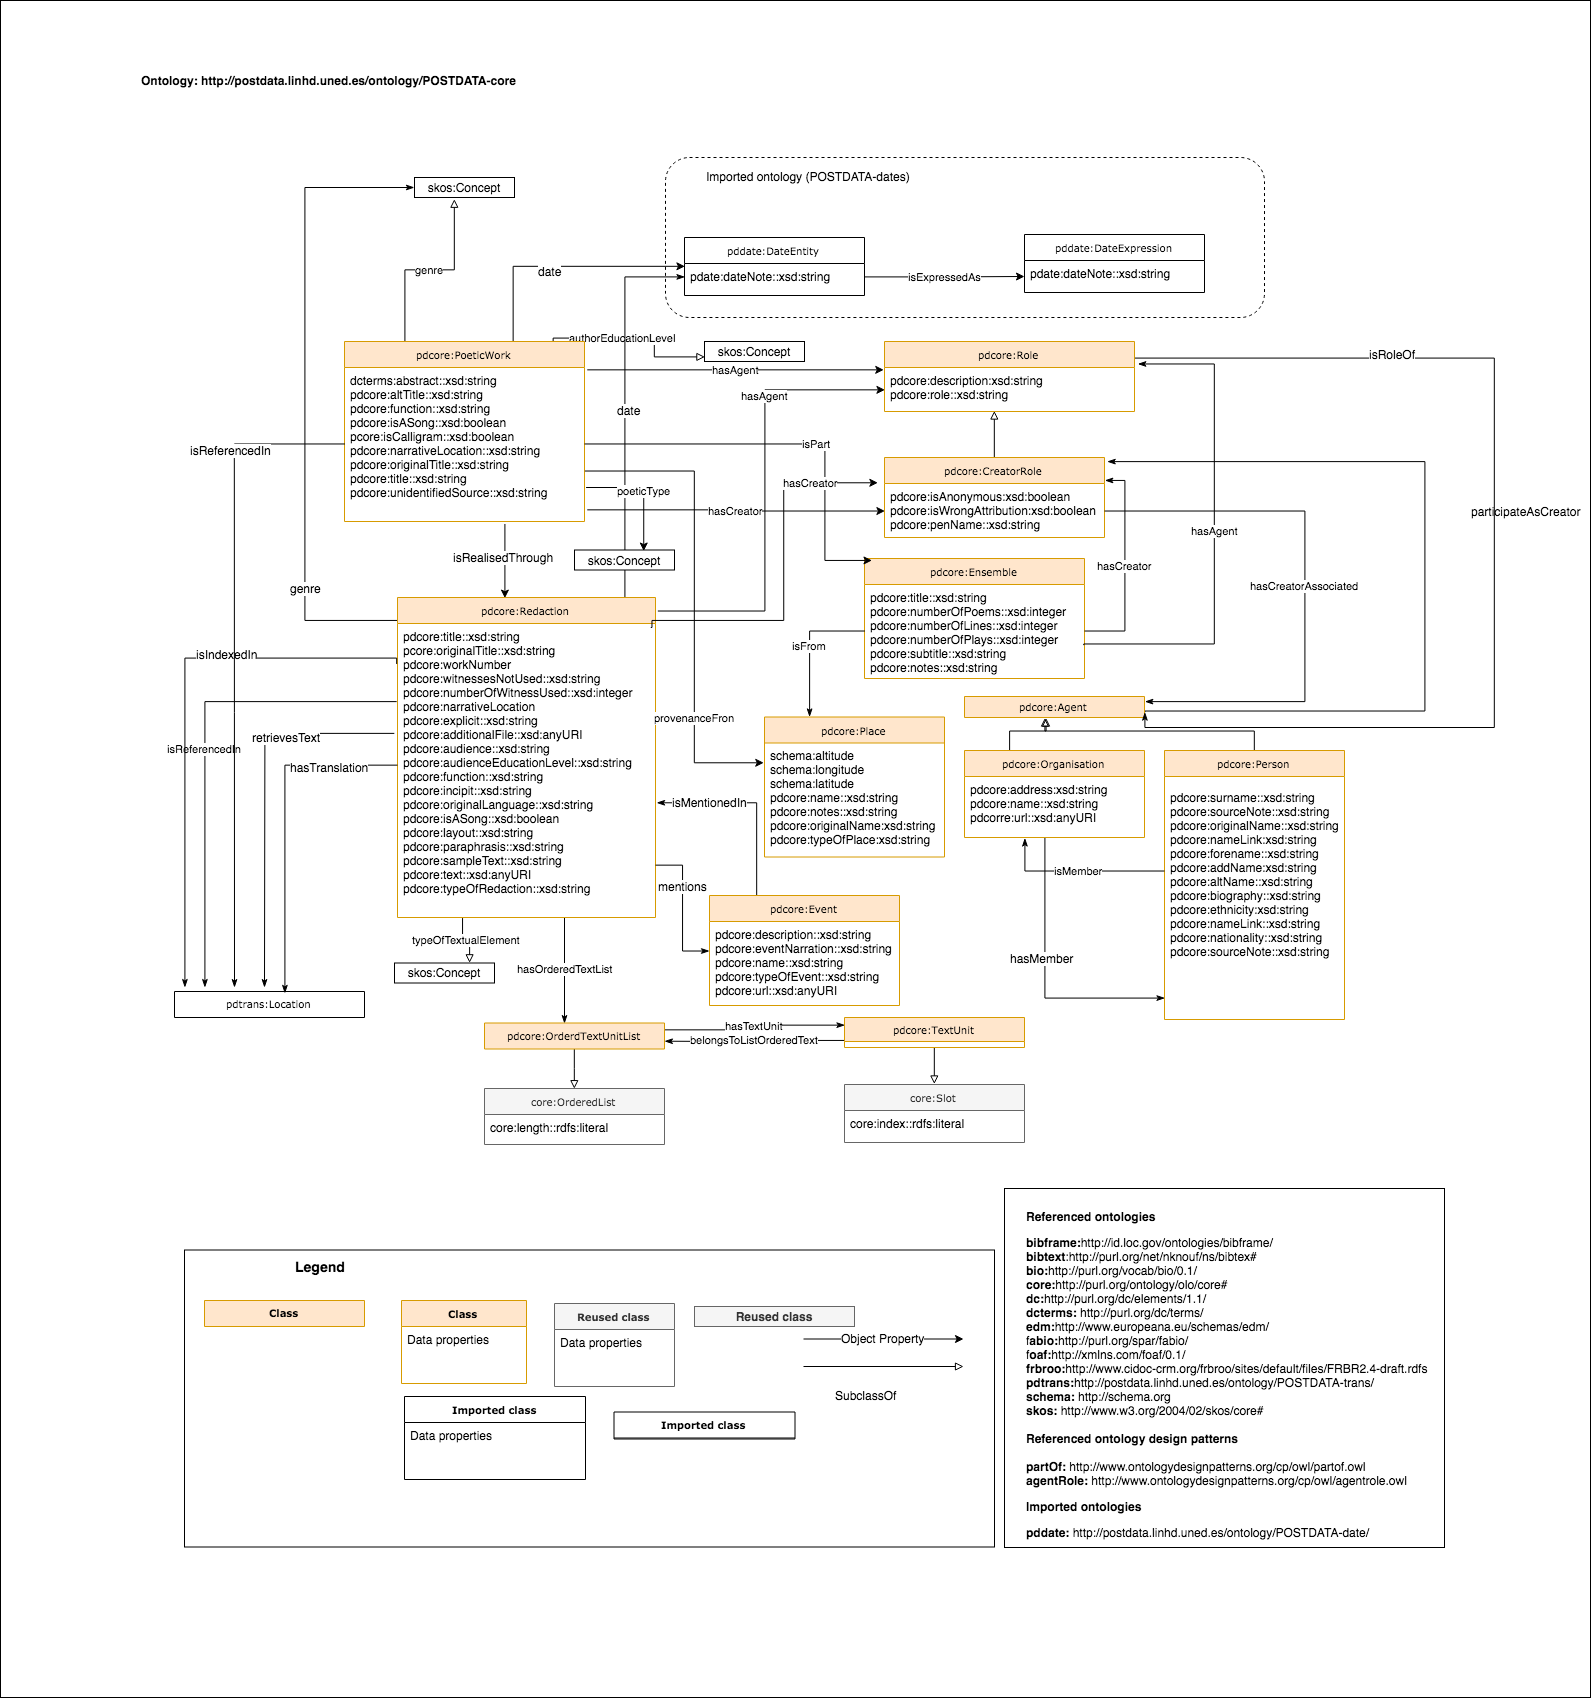 Ontology: http://postdata.linhd.uned.es/ontology/POSTDATA-core
Imported ontology (POSTDATA-dates)
skos:Concept
genre
date
pddate:DateEntity
pdate:dateNote::xsd:string
isExpressedAs
pddate:DateExpression
pdate:dateNote::xsd:string
authorEducationLevel
skos:Concept
pdcore:PoeticWork
dcterms:abstract::xsd:string
pdcore:altTitle::xsd:string
pdcore:function::xsd:string
pdcore:isASong::xsd:boolean
pcore:isCalligram::xsd:boolean
pdcore:narrativeLocation::xsd:string
pdcore:originalTitle::xsd:string
pdcore:title::xsd:string
pdcore:unidentifiedSource::xsd:string
hasAgent
hasAgent
date
isPart
poeticType
hasCreator
hasCreator
pdcore:Role
pdcore:description:xsd:string
pdcore:role::xsd:string
isRoleOf
pdcore:CreatorRole
pdcore:isAnonymous:xsd:boolean
pdcore:isWrongAttribution:xsd:boolean
pdcore:penName::xsd:string
participateAsCreator
hasAgent
hasCreator
hasCreatorAssociated
isReferencedIn
isRealisedThrough
skos:Concept
genre
pdcore:Ensemble
pdcore:title::xsd:string
pdcore:numberOfPoems::xsd:integer
pdcore:numberOfLines::xsd:integer
pdcore:numberOfPlays::xsd:integer
pdcore:subtitle::xsd:string
pdcore:notes::xsd:string
isFrom
pdcore:Redaction
pdcore:title::xsd:string
pcore:originalTitle::xsd:string
pdcore:workNumber
pdcore:witnessesNotUsed::xsd:string
pdcore:numberOfWitnessUsed::xsd:integer
pdcore:narrativeLocation
pdcore:explicit::xsd:string
pdcore:additionalFile::xsd:anyURI
pdcore:audience::xsd:string
pdcore:audienceEducationLevel::xsd:string
pdcore:function::xsd:string
pdcore:incipit::xsd:string
pdcore:originalLanguage::xsd:string
pdcore:isASong::xsd:boolean
pdcore:layout::xsd:string
pdcore:paraphrasis::xsd:string
pdcore:sampleText::xsd:string
pdcore:text::xsd:anyURI
pdcore:typeOfRedaction::xsd:string
isIndexedIn
isReferencedIn
retrievesText
hasTranslation
provenanceFron
isMentionedIn
mentions
pdcore:Place
schema:altitude
schema:longitude
schema:latitude
pdcore:name::xsd:string
pdcore:notes::xsd:string
pdcore:originalName:xsd:string
pdcore:typeOfPlace:xsd:string
pdcore:Agent
pdcore:Organisation
pdcore:address:xsd:string
pdcore:name::xsd:string
pdcorre:url::xsd:anyURI
pdcore:Person
pdcore:surname::xsd:string
pdcore:sourceNote::xsd:string
pdcore:originalName::xsd:string
pdcore:nameLink:xsd:string
pdcore:forename::xsd:string
pdcore:addName:xsd:string
pdcore:altName::xsd:string
pdcore:biography::xsd:string
pdcore:ethnicity:xsd:string
pdcore:nameLink::xsd:string
pdcore:nationality::xsd:string
pdcore:sourceNote::xsd:string
isMember
hasMember
pdcore:Event
pdcore:description::xsd:string
pdcore:eventNarration::xsd:string
pdcore:name::xsd:string
pdcore:typeOfEvent::xsd:string
pdcore:url::xsd:anyURI
typeOfTextualElement
skos:Concept
hasOrderedTextList
pdtrans:Location
pdcore:OrderdTextUnitList
hasTextUnit
belongsToListOrderedText
pdcore:TextUnit
core:OrderedList
core:length::rdfs:literal
core:Slot
core:index::rdfs:literal
Legend
Class
Class
Data properties
Reused class
Data properties
Reused class
Object Property
SubclassOf
Imported class
Data properties
Imported class
Referenced ontologies
bibframe:http://id.loc.gov/ontologies/bibframe/
bibtext:http://purl.org/net/nknouf/ns/bibtex#
bio:http://purl.org/vocab/bio/0.1/
core:http://purl.org/ontology/olo/core#
dc:http://purl.org/dc/elements/1.1/
dcterms: http://purl.org/dc/terms/
edm:http://www.europeana.eu/schemas/edm/
fabio:http://purl.org/spar/fabio/
foaf:http://xmlns.com/foaf/0.1/
frbroo:http://www.cidoc-crm.org/frbroo/sites/default/files/FRBR2.4-draft.rdfs
pdtrans:http://postdata.linhd.uned.es/ontology/POSTDATA-trans/
schema: http://schema.org
skos: http://www.w3.org/2004/02/skos/core#
Referenced ontology design patterns
partOf: http://www.ontologydesignpatterns.org/cp/owl/partof.owl
agentRole: http://www.ontologydesignpatterns.org/cp/owl/agentrole.owl
Imported ontologies
pddate: http://postdata.linhd.uned.es/ontology/POSTDATA-date/